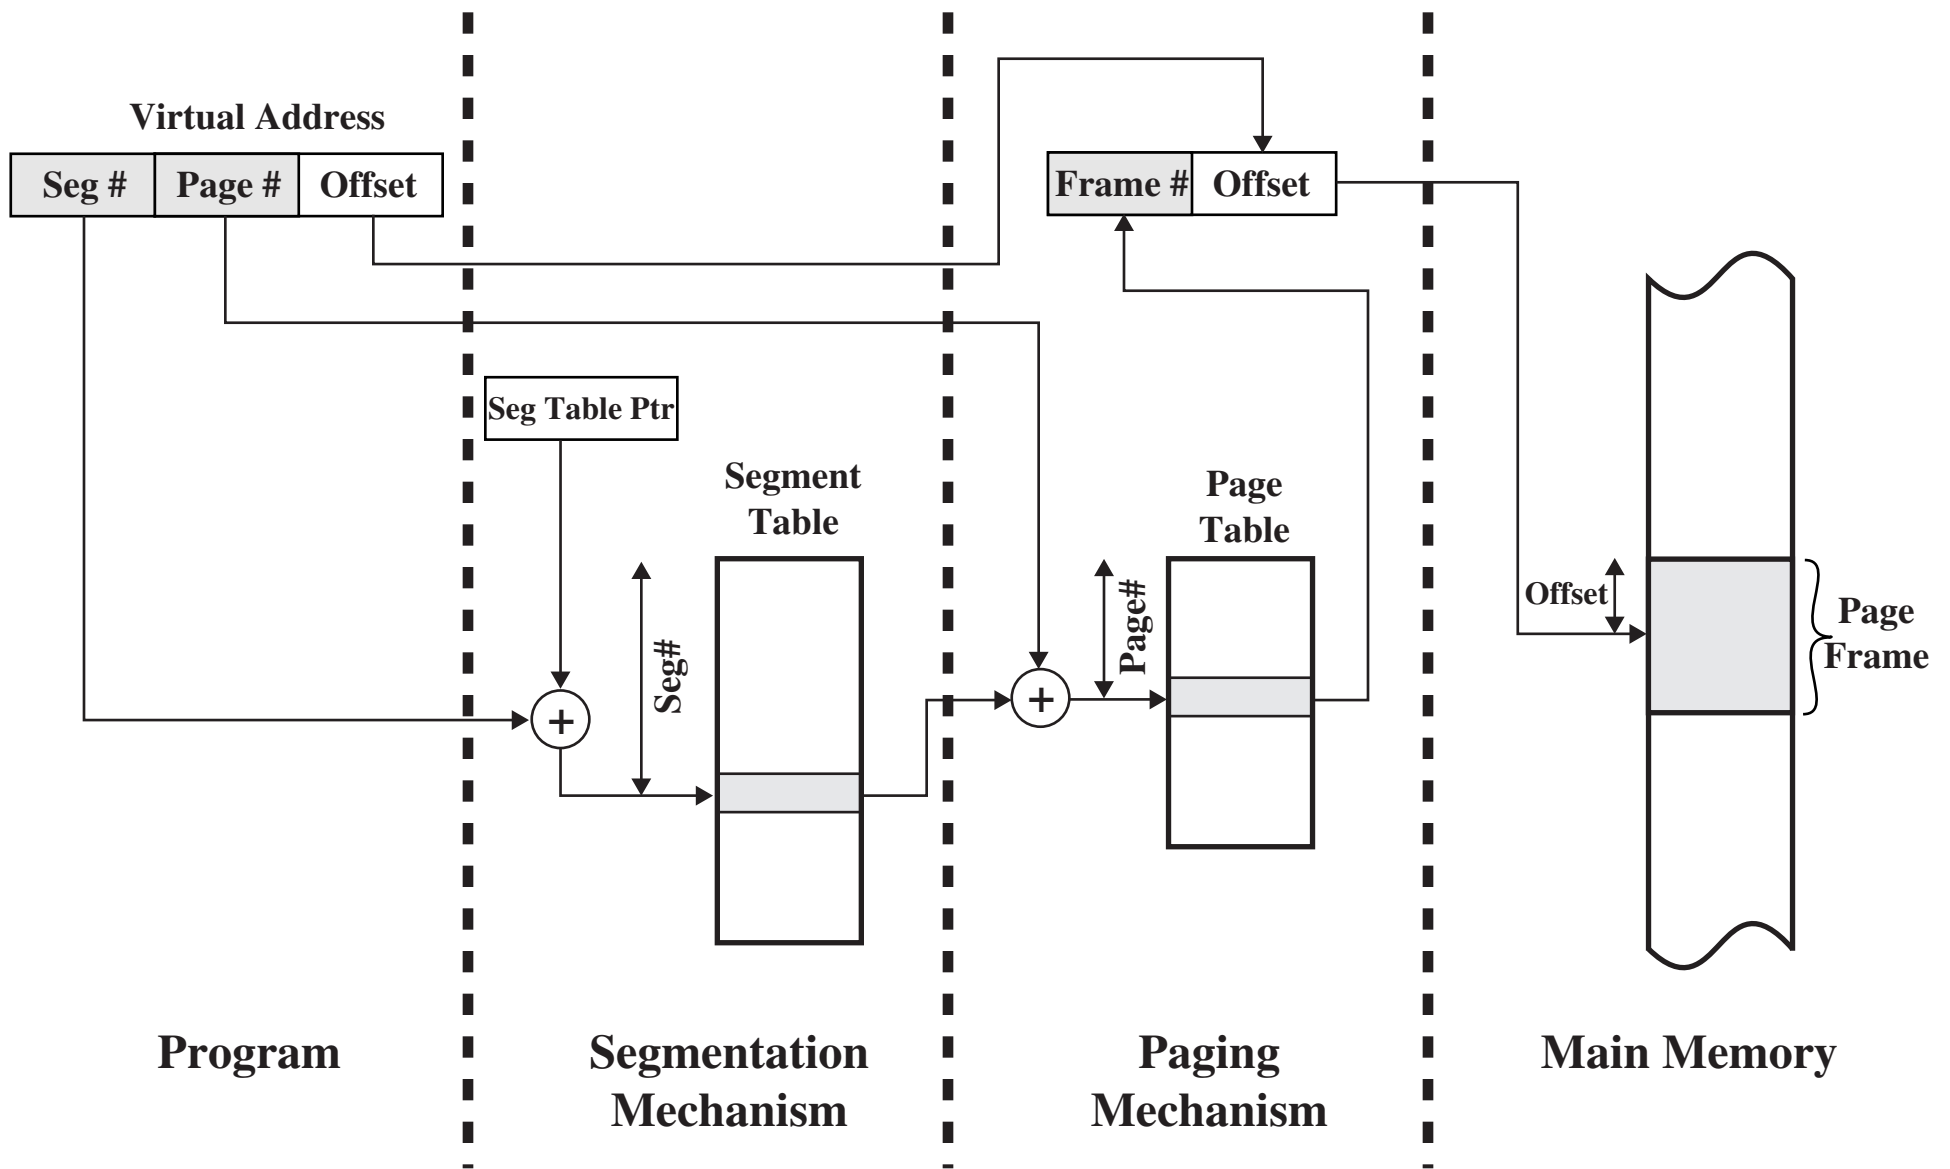 Virtual Address
Seg #
Page #
Offset
Frame #
Offset
Seg Table Ptr
Segment
Table
Page
Table
Seg#
Page#
+
+
Offset
Page
Frame
Program
Segmentation
Mechanism
Paging
Mechanism
Main Memory